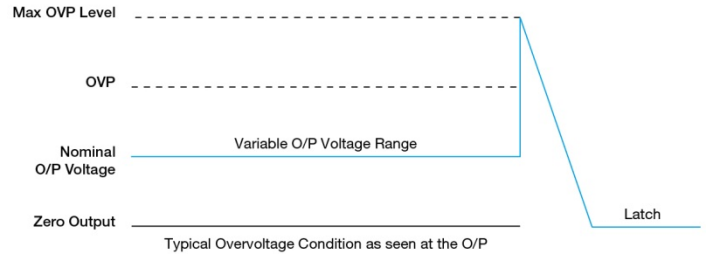 Max OVP Level
OVP
Variable O/P Voltage Range
Nominal
O/P Voltage
Zero Output
Latch
Typical Overvoltage Condition as seen at the O/P